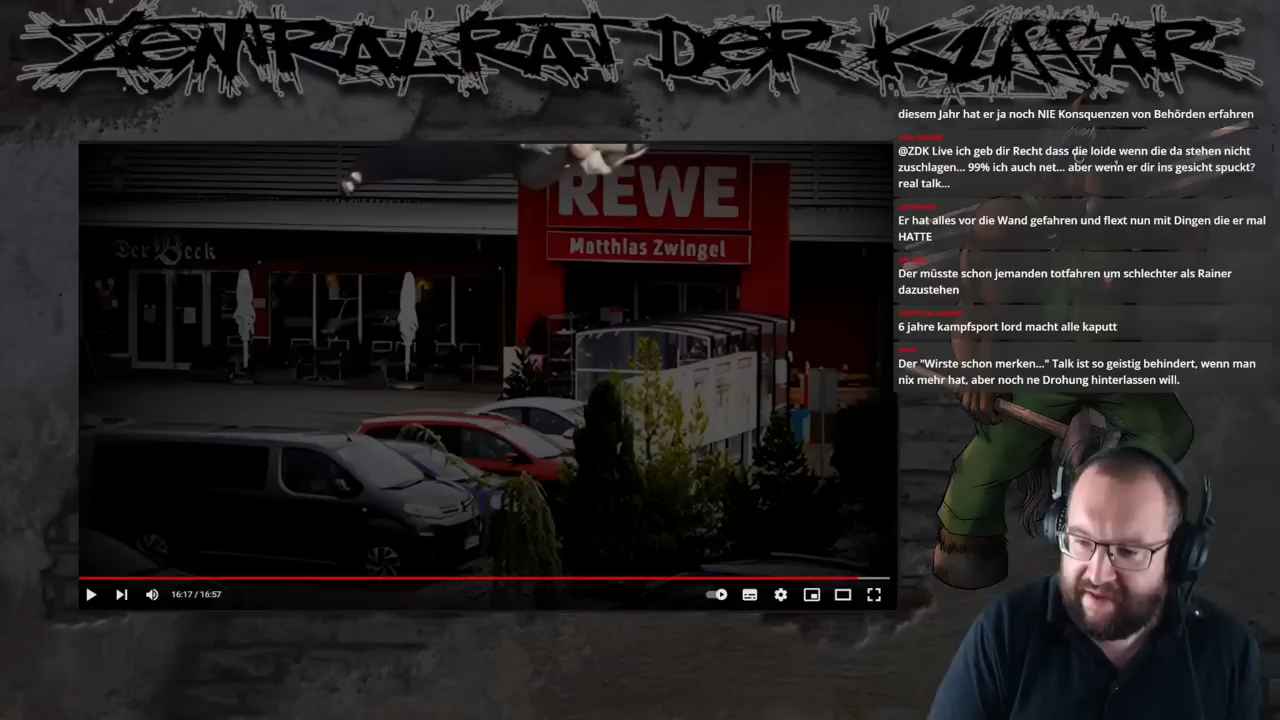 ZENTRALRAT DER KUFFAR
diesem Jahr hat er ja noch NIE Konsquenzen von Behörden erfahren
@ZDK Live ich geb dir Recht dass die loide wenn die da stehen nicht
zuschlagen... 99% ich auch net... aber wenn er dir ins gesicht spuckt?
real talk...
Er hat alles vor die Wand gefahren und flext nun mit Dingen die er mal
HATTE
Der müsste schon jemanden totfahren um schlechter als Rainer
dazustehen
6 jahre kampfsport lord macht alle kaputt
Der "Wirste schon merken..." Talk ist so geistig behindert, wenn man
nix mehr hat, aber noch ne Drohung hinterlassen will.
REWE
Matthias Zwingel
Der Beck
16:17 / 16:57